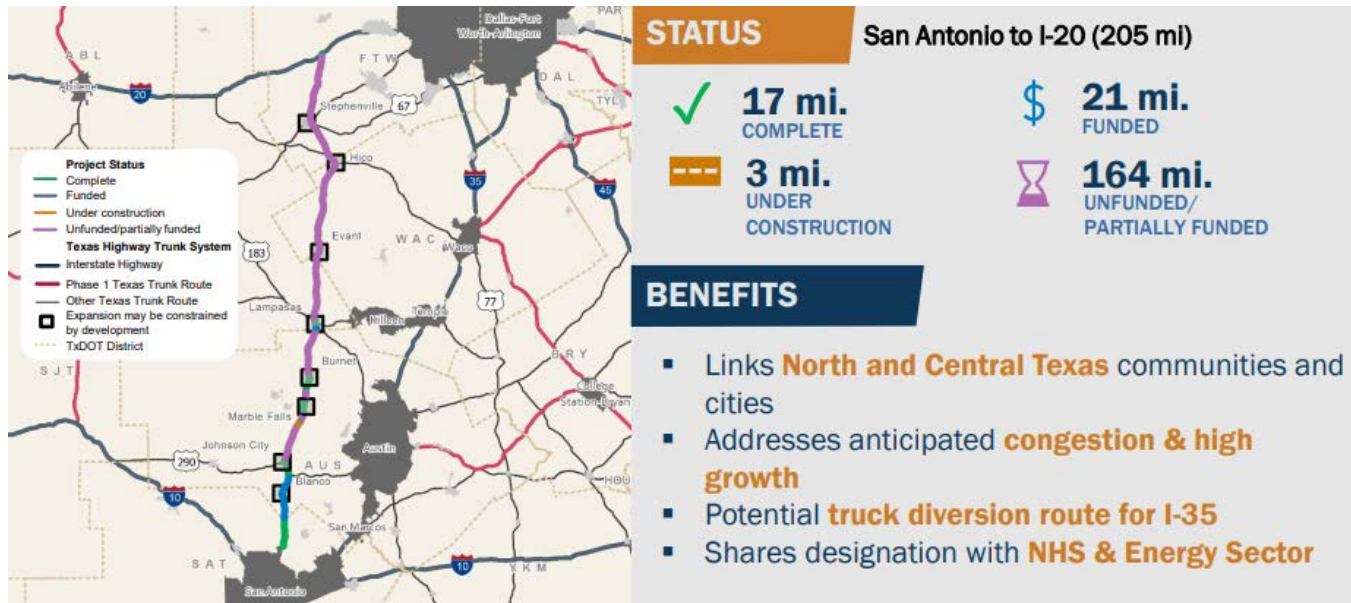 Dallas-Fort
Worth-Arlington
PAR
ABL
FTW
Abilene
20
DAL
Stephenville
67
TYL
Project Status
Complete
Funded
Under construction
Unfunded/partially funded
Texas Highway Trunk System
Interstate Highway
Phase 1 Texas Trunk Route
Other Texas Trunk Route
Expansion may be constrained
by development
TxDOT District
Hico
35
45
Evant
WAC
Waco
183
77
Lampasas
Killeen
Temple
SJT
Burnet
BRY
College
Station-Bryan
Marble Falls
Johnson City
Austin
290
AUS
Blanco
HOU
10
San Marcos
SAT
10
YKM
San Antonio
STATUS
San Antonio to I-20 (205 mi)
17 mi.
COMPLETE
$ 21 mi.
FUNDED
3 mi.
UNDER
CONSTRUCTION
164 mi.
UNFUNDED/
PARTIALLY FUNDED
BENEFITS
▪ Links North and Central Texas communities and
cities
▪ Addresses anticipated congestion & high
growth
▪ Potential truck diversion route for I-35
▪ Shares designation with NHS & Energy Sector